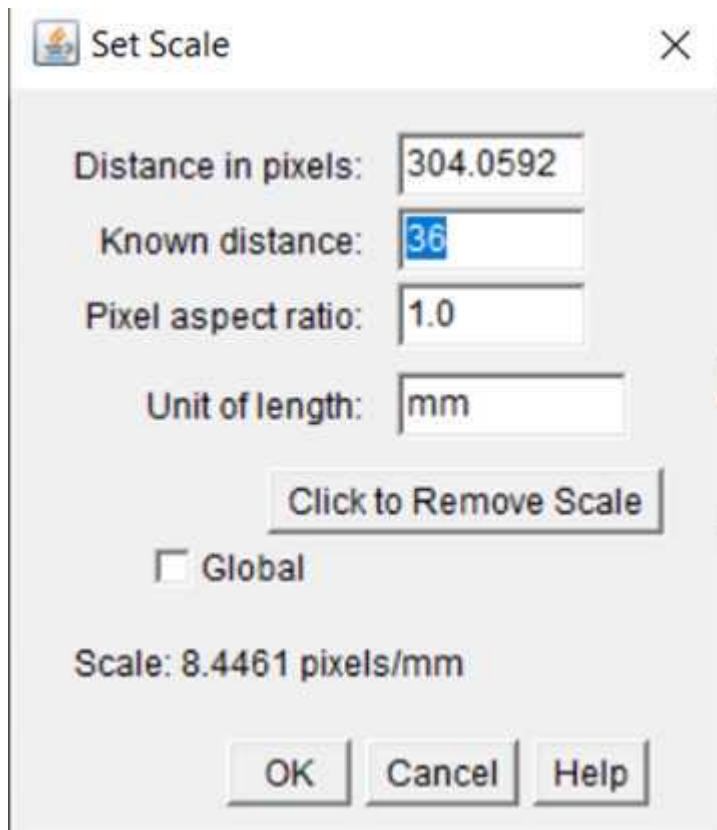 Set Scale
Distance in pixels: 304.0592
Known distance: 36
Pixel aspect ratio: 1.0
Unit of length: mm
Click to Remove Scale
Global
Scale: 8.4461 pixels/mm
OK Cancel Help